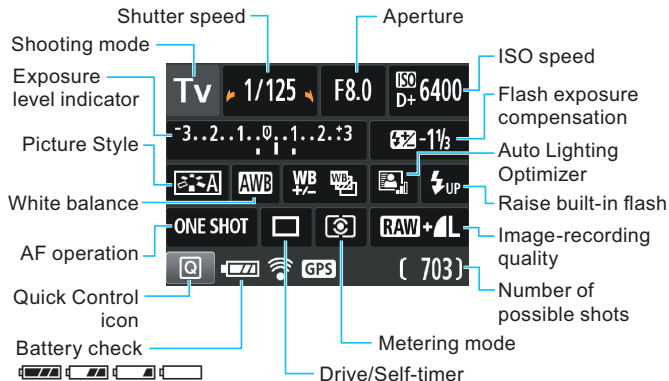 Shutter speed
Aperture
Shooting mode
ISO speed
Exposure
level indicator
Tv 1/125 F8.0 ISO D+ 6400
Flash exposure
compensation
-3..2..1..0..1..2.+3
-1⅓
Picture Style
Auto Lighting
Optimizer
A AWB WB +/- WB UP
White balance
Raise built-in flash
ONE SHOT RAW+L
AF operation
Image-recording
quality
Q GPS ( 703)
Quick Control
icon
Number of
possible shots
Battery check
Metering mode
Drive/Self-timer